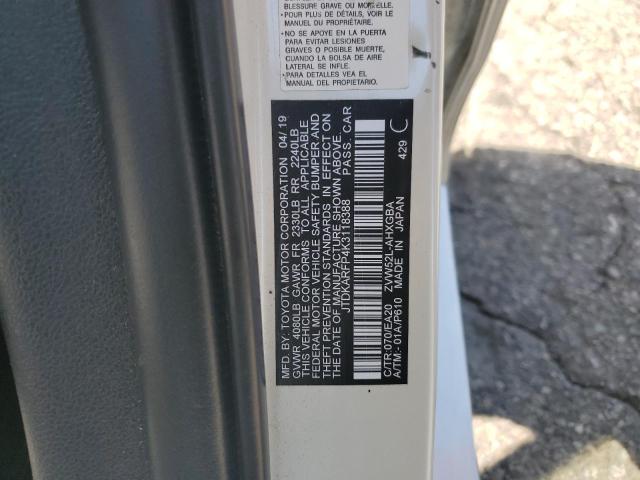 BLESSURE GRAVE OU MORTELLE.
•POUR PLUS DE DÉTAILS, VOIR LE
MANUEL DU PROPRIÉTAIRE.
•NO SE APOYE EN LA PUERTA
PARA EVITAR LESIONES
GRAVES O POSIBLE MUERTE,
CUANDO LA BOLSA DE AIRE
LATERAL SE INFLE.
•PARA DETALLES VEA EL
MANUAL DEL PROPIETARIO.
MFD. BY: TOYOTA MOTOR CORPORATION 04/19
GVWR 4080LB GAWR FR 2330LB RR 2240LB
THIS VEHICLE CONFORMS TO ALL APPLICABLE
FEDERAL MOTOR VEHICLE SAFETY BUMPER AND
THEFT PREVENTION STANDARDS IN EFFECT ON
THE DATE OF MANUFACTURE SHOWN ABOVE.
JTDKARFP4K3118388 PASS. CAR
C/TR:070/EA20 ZVW52L-AHXGBA
A/TM:-01A/P610 MADE IN JAPAN
429 C